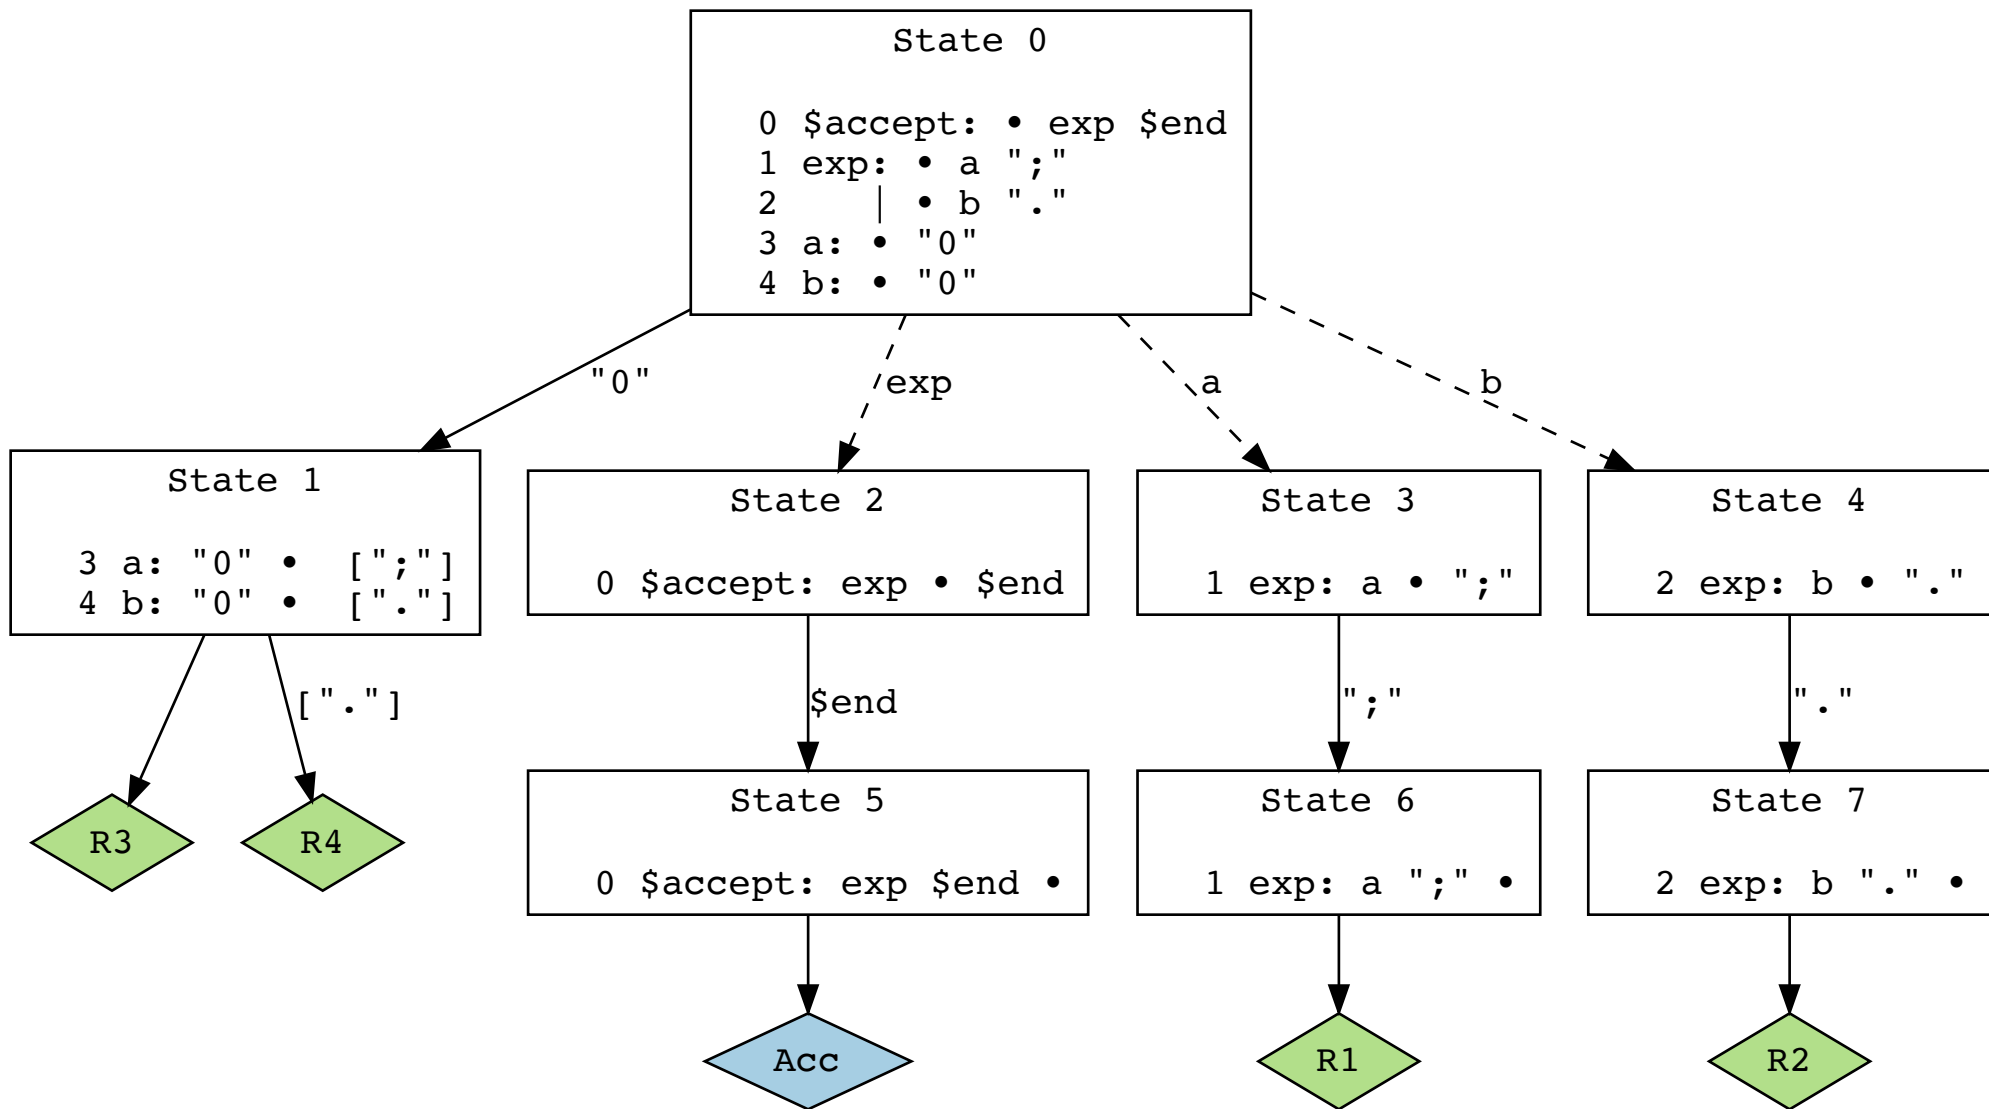 State 0
0 $accept: • exp $end
1 exp: • a ";"
2 | • b "."
3 a: • "0"
4 b: • "0"
"0"
exp
a
b
State 1
3 a: "0" • [";"]
4 b: "0" • ["."]
State 2
0 $accept: exp • $end
State 3
1 exp: a • ";"
State 4
2 exp: b • "."
["."]
$end
";"
"."
R3
R4
State 5
0 $accept: exp $end •
State 6
1 exp: a ";" •
State 7
2 exp: b "." •
Acc
R1
R2